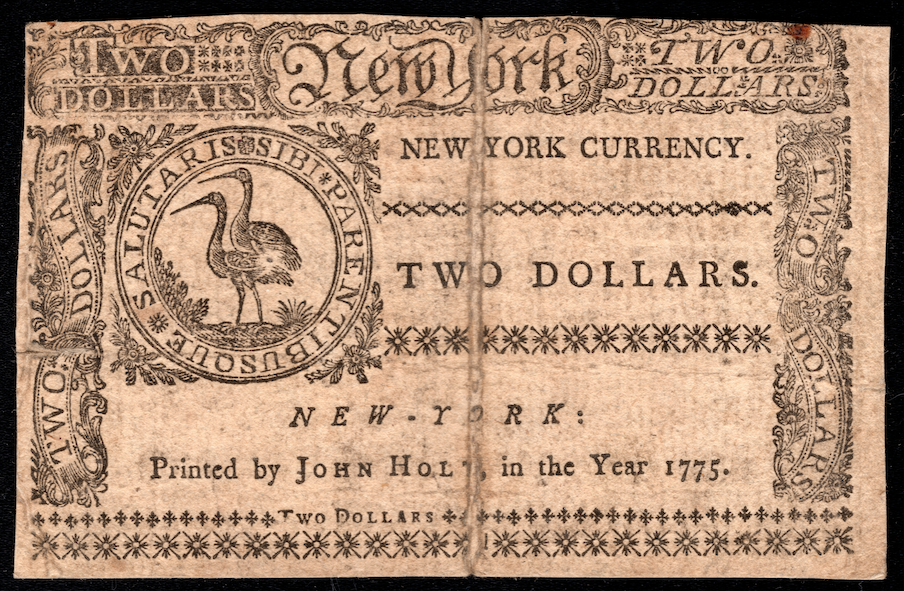 TWO DOLLARS
New York
TWO DOLLARS
TWO DOLLARS
SALUTARIS SIBI * PARENTIBUSQUE *
NEW YORK CURRENCY.
TWO DOLLARS.
TWO DOLLARS
NEW-YORK:
Printed by JOHN HOLT, in the Year 1775.
TWO DOLLARS